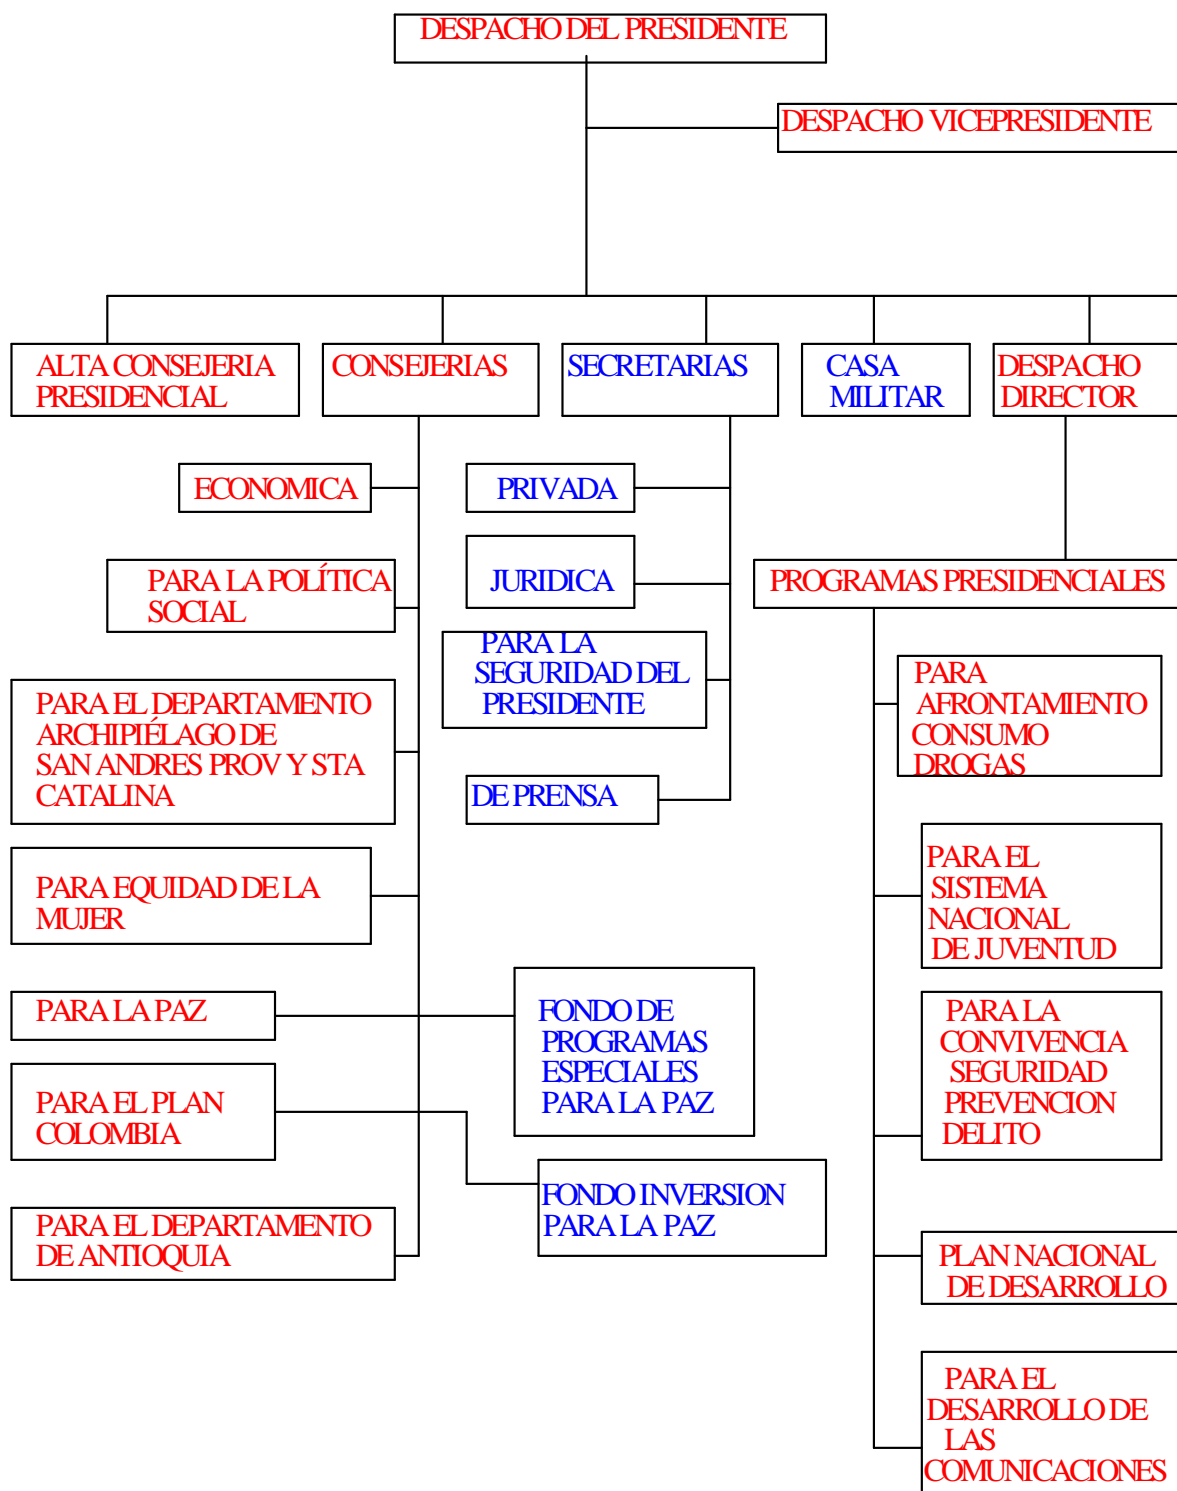 DESPACHO DEL PRESIDENTE
DESPACHO VICEPRESIDENTE
ALTA CONSEJERIA
PRESIDENCIAL
CONSEJERIAS
SECRETARIAS
CASA
MILITAR
DESPACHO
DIRECTOR
ECONOMICA
PARA LA POLÍTICA
SOCIAL
PARA EL DEPARTAMENTO
ARCHIPIÉLAGO DE
SAN ANDRES PROV Y STA
CATALINA
PARA EQUIDAD DE LA
MUJER
PARA LA PAZ
PARA EL PLAN
COLOMBIA
PARA EL DEPARTAMENTO
DE ANTIOQUIA
FONDO DE
PROGRAMAS
ESPECIALES
PARA LA PAZ
FONDO INVERSION
PARA LA PAZ
PRIVADA
JURIDICA
PARA LA
SEGURIDAD DEL
PRESIDENTE
DE PRENSA
PROGRAMAS PRESIDENCIALES
PARA
AFRONTAMIENTO
CONSUMO
DROGAS
PARA EL
SISTEMA
NACIONAL
DE JUVENTUD
PARA LA
CONVIVENCIA
SEGURIDAD
PREVENCION
DELITO
PLAN NACIONAL
DE DESARROLLO
PARA EL
DESARROLLO DE
LAS
COMUNICACIONES